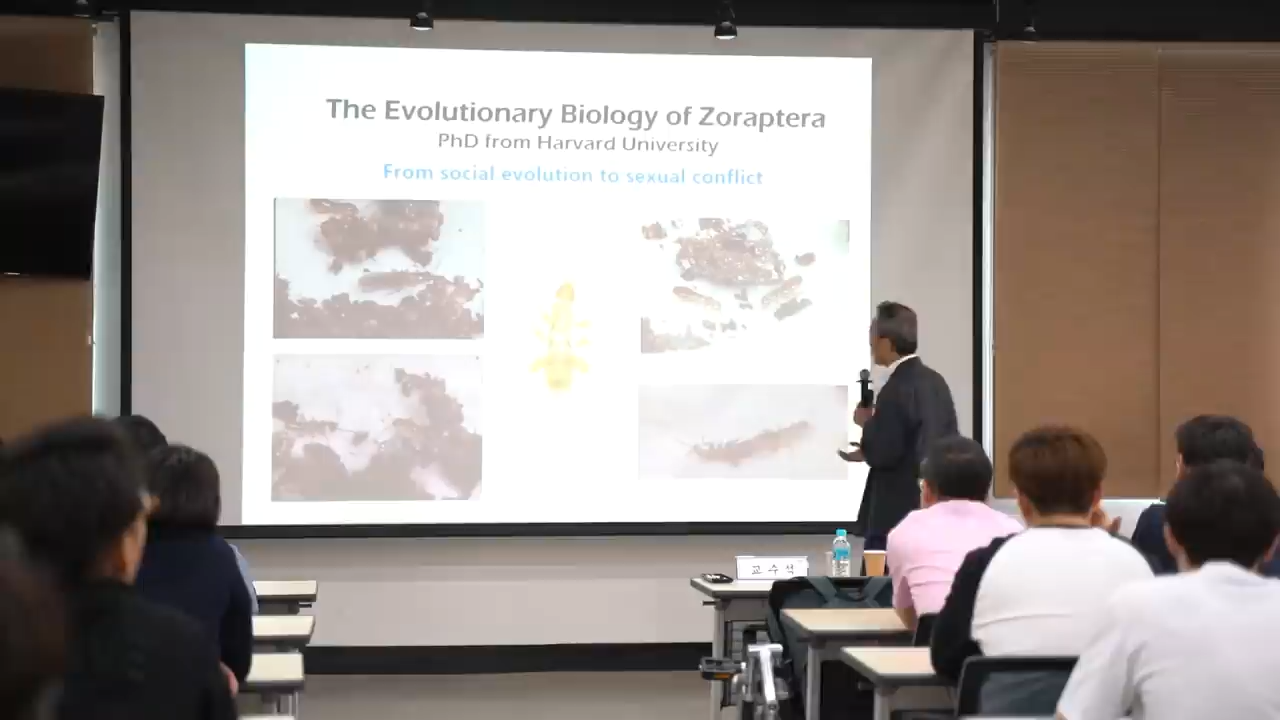 The Evolutionary Biology of Zoraptera
PhD from Harvard University
From social evolution to sexual conflict
교 수 석